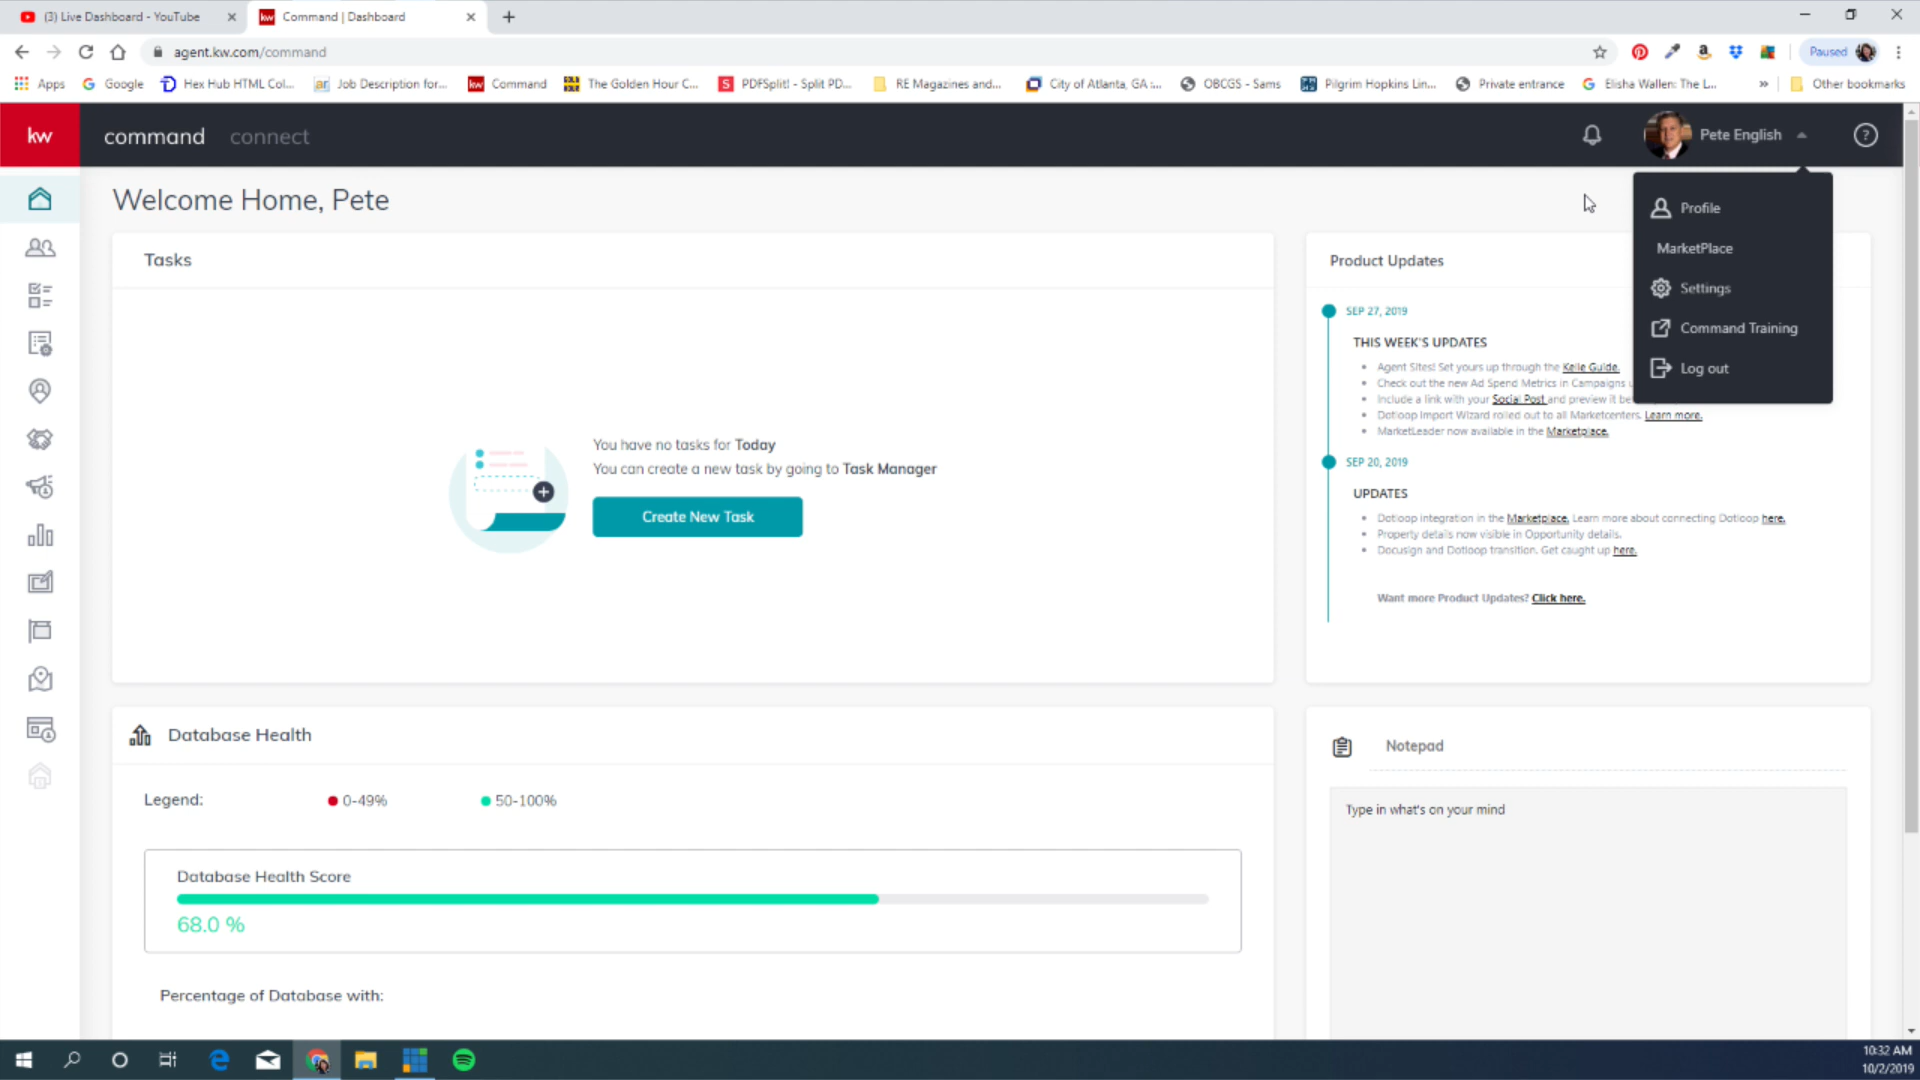 (3) Live Dashboard - YouTube
kw Command | Dashboard
agent.kw.com/command
Paused
Apps
Google
Hex Hub HTML Col...
ar Job Description for...
kw Command
The Golden Hour C...
S PDFSplit! - Split PD...
RE Magazines and...
City of Atlanta, GA :...
OBCGS - Sams
Pilgrim Hopkins Lin...
Private entrance
Elisha Wallen: The L...
»
Other bookmarks
kw
command
connect
Pete English
?
Welcome Home, Pete
Profile
MarketPlace
Settings
Command Training
Log out
Tasks
You have no tasks for Today
You can create a new task by going to Task Manager
Create New Task
Product Updates
SEP 27, 2019
THIS WEEK'S UPDATES
Agent Sites! Set yours up through the Kelle Guide.
Check out the new Ad Spend Metrics in Campaigns
Include a link with your Social Post and preview it
Dotloop Import Wizard rolled out to all Marketcenters. Learn more.
MarketLeader now available in the Marketplace.
SEP 20, 2019
UPDATES
Dotloop integration in the Marketplace. Learn more about connecting Dotloop here.
Property details now visible in Opportunity details.
Docusign and Dotloop transition. Get caught up here.
Want more Product Updates? Click here.
Database Health
Legend:
0-49%
50-100%
Database Health Score
68.0 %
Percentage of Database with:
Notepad
Type in what's on your mind
10:32 AM
10/2/2019